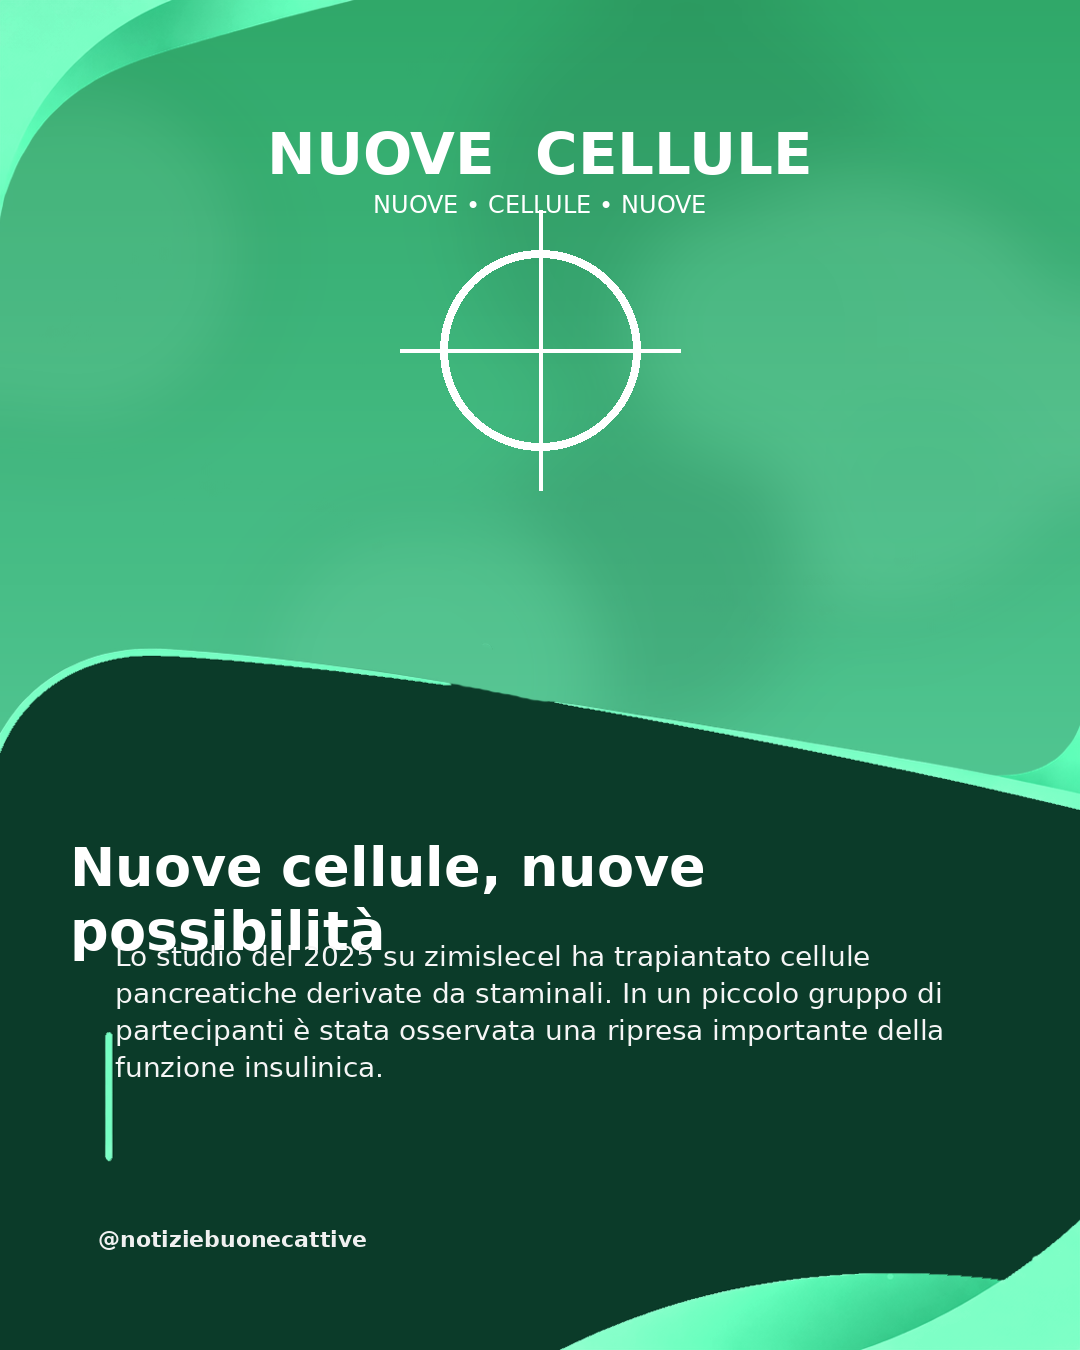 NUOVE CELLULE
NUOVE • CELLULE • NUOVE
Nuove cellule, nuove
possibilità
Lo studio del 2025 su zimislecel ha trapiantato cellule
pancreatiche derivate da staminali. In un piccolo gruppo di
partecipanti è stata osservata una ripresa importante della
funzione insulinica.
@notiziebuonecattive